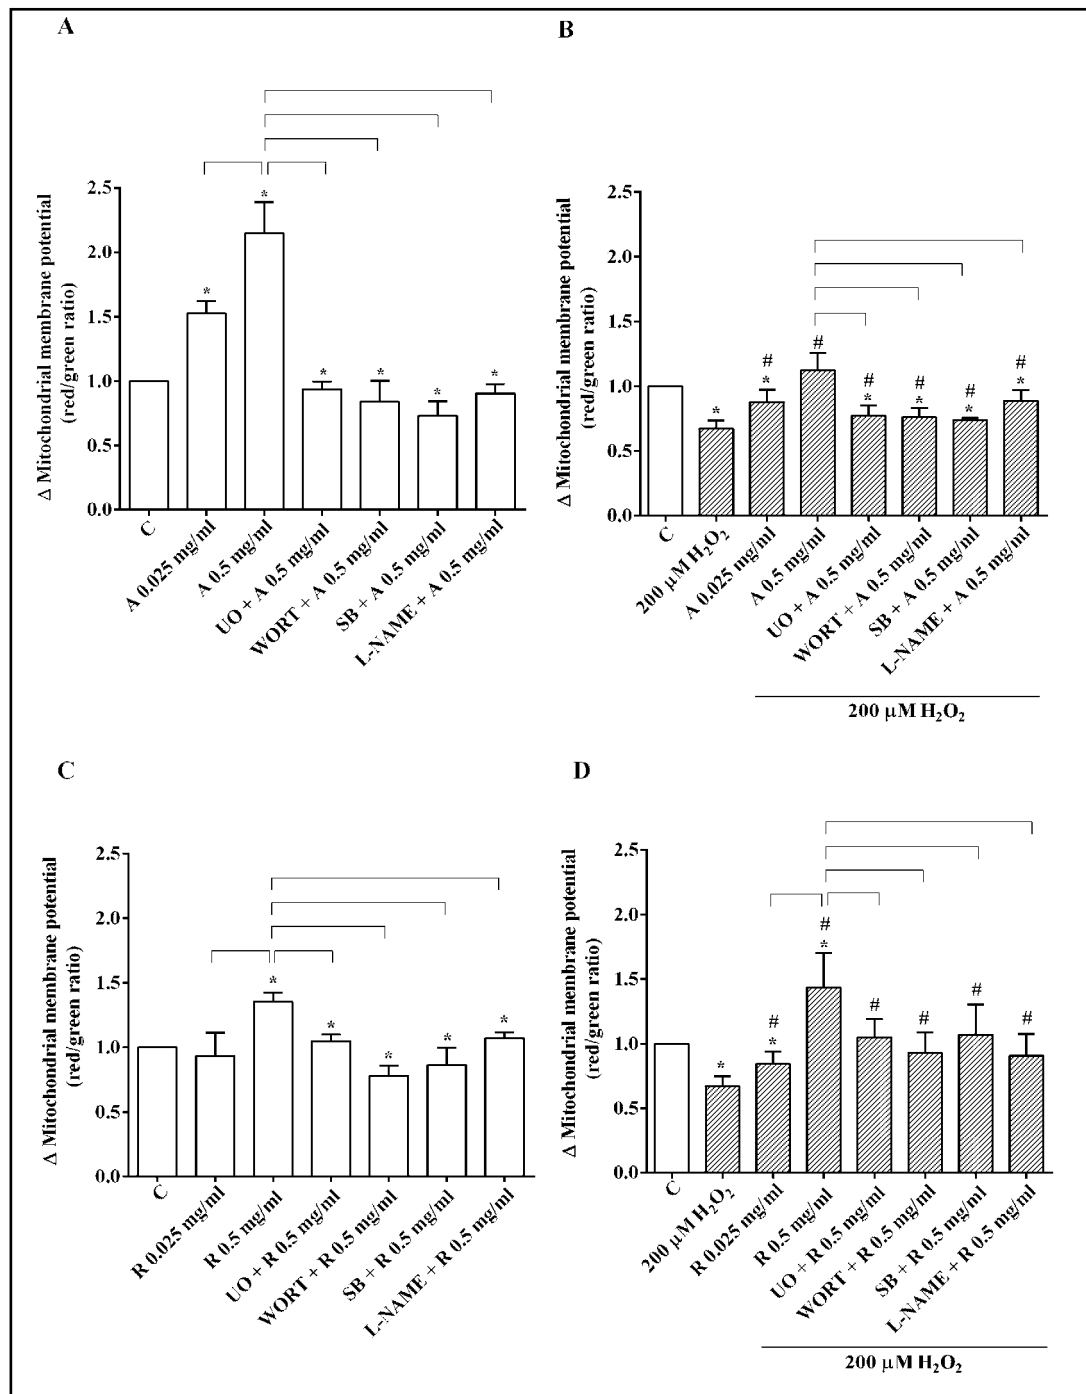 A
Δ Mitochondrial membrane potential
(red/green ratio)
2.5
2.0
1.5
1.0
0.5
0.0
*
*
*
*
*
*
C
A 0.025 mg/ml
A 0.5 mg/ml
UO + A 0.5 mg/ml
WORT + A 0.5 mg/ml
SB + A 0.5 mg/ml
L-NAME + A 0.5 mg/ml
B
Δ Mitochondrial membrane potential
(red/green ratio)
2.5
2.0
1.5
1.0
0.5
0.0
*
#
*
#
#
*
#
*
#
*
#
*
C
200 μM H₂O₂
A 0.025 mg/ml
A 0.5 mg/ml
UO + A 0.5 mg/ml
WORT + A 0.5 mg/ml
SB + A 0.5 mg/ml
L-NAME + A 0.5 mg/ml
200 μM H₂O₂
C
Δ Mitochondrial membrane potential
(red/green ratio)
2.5
2.0
1.5
1.0
0.5
0.0
*
*
*
*
*
C
R 0.025 mg/ml
R 0.5 mg/ml
UO + R 0.5 mg/ml
WORT + R 0.5 mg/ml
SB + R 0.5 mg/ml
L-NAME + R 0.5 mg/ml
D
Δ Mitochondrial membrane potential
(red/green ratio)
2.5
2.0
1.5
1.0
0.5
0.0
*
#
*
#
*
#
#
#
#
C
200 μM H₂O₂
R 0.025 mg/ml
R 0.5 mg/ml
UO + R 0.5 mg/ml
WORT + R 0.5 mg/ml
SB + R 0.5 mg/ml
L-NAME + R 0.5 mg/ml
200 μM H₂O₂